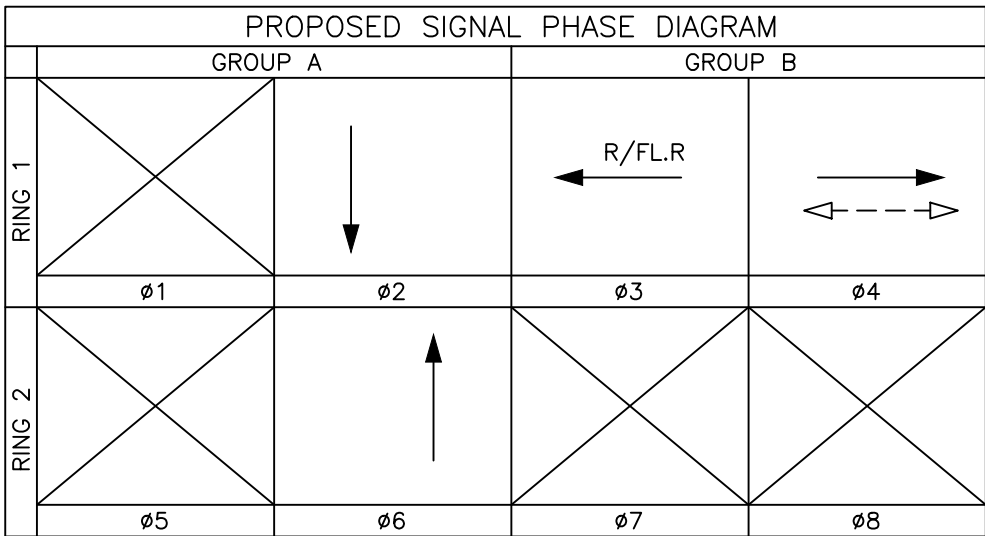 PROPOSED SIGNAL PHASE DIAGRAM
GROUP A
GROUP B
RING 1
R/FL.R
ø1
ø2
ø3
ø4
RING 2
ø5
ø6
ø7
ø8